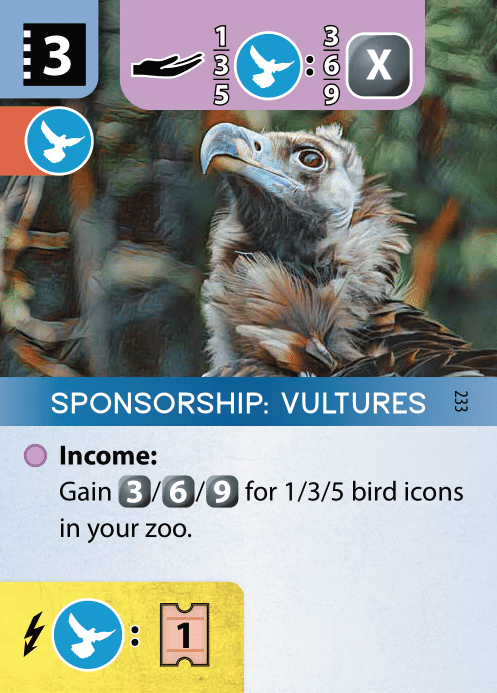 3
1 3
3 : 6 X
5 9
SPONSORSHIP: VULTURES 233
Income:
Gain 3/6/9 for 1/3/5 bird icons
in your zoo.
: 1